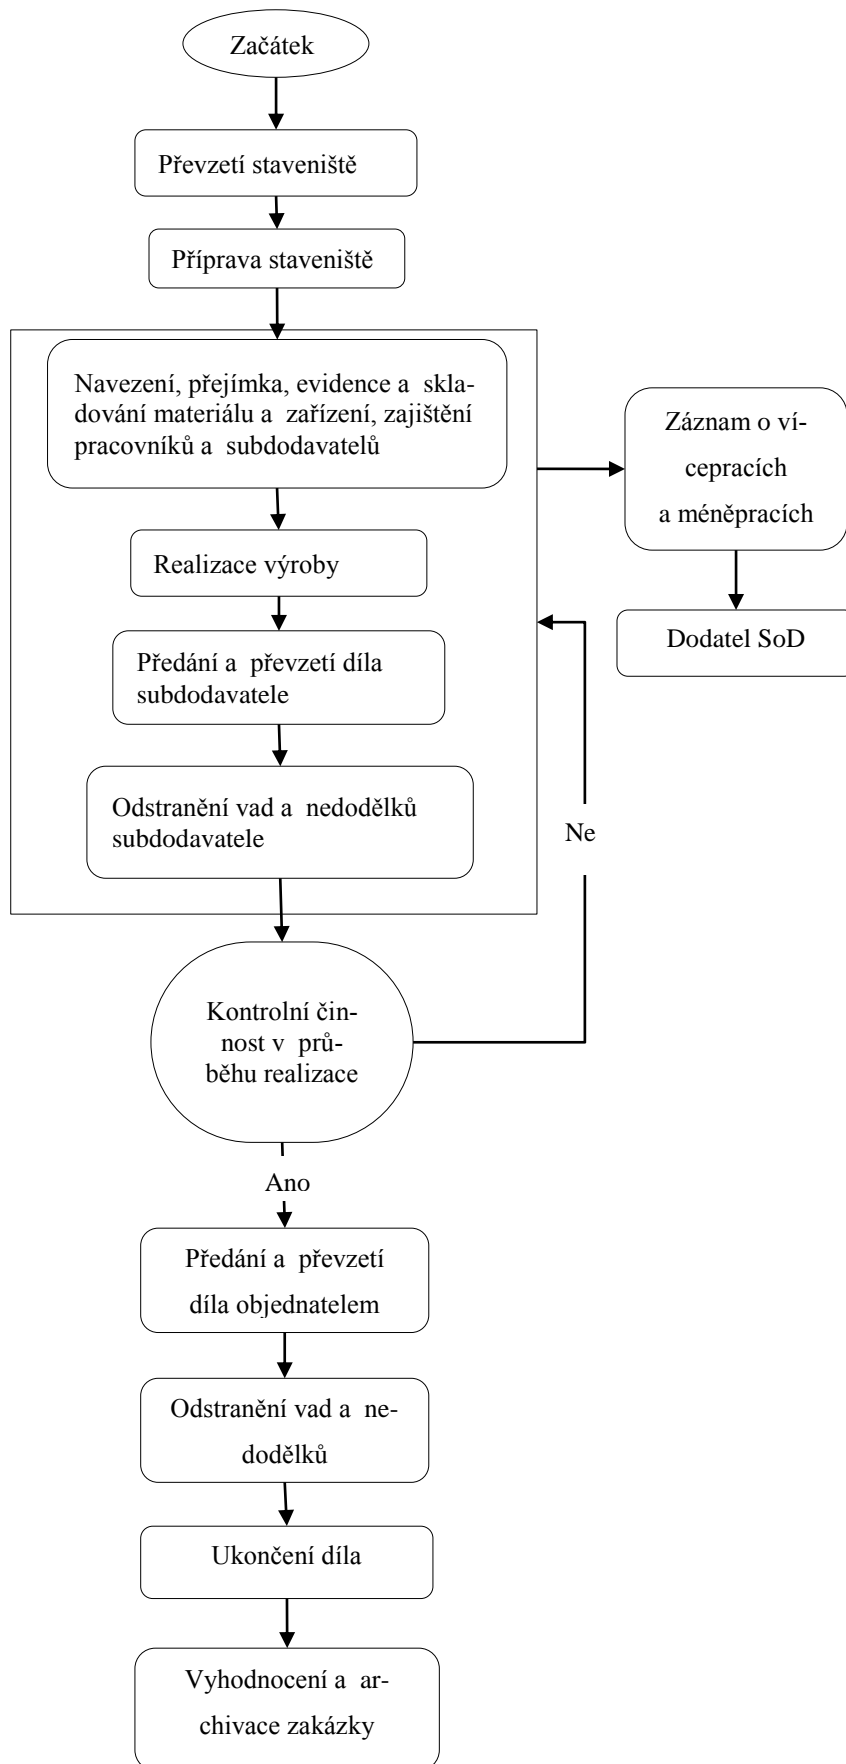 Začátek
Převzetí staveniště
Příprava staveniště
Navezení, přejímka, evidence a skla-
dování materiálu a zařízení, zajištění
pracovníků a subdodavatelů
Záznam o ví-
cepracích
a méněpracích
Realizace výroby
Dodatel SoD
Předání a převzetí díla
subdodavatele
Odstranění vad a nedodělků
subdodavatele
Ne
Kontrolní čin-
nost v prů-
běhu realizace
Ano
Předání a převzetí
díla objednatelem
Odstranění vad a ne-
dodělků
Ukončení díla
Vyhodnocení a ar-
chivace zakázky